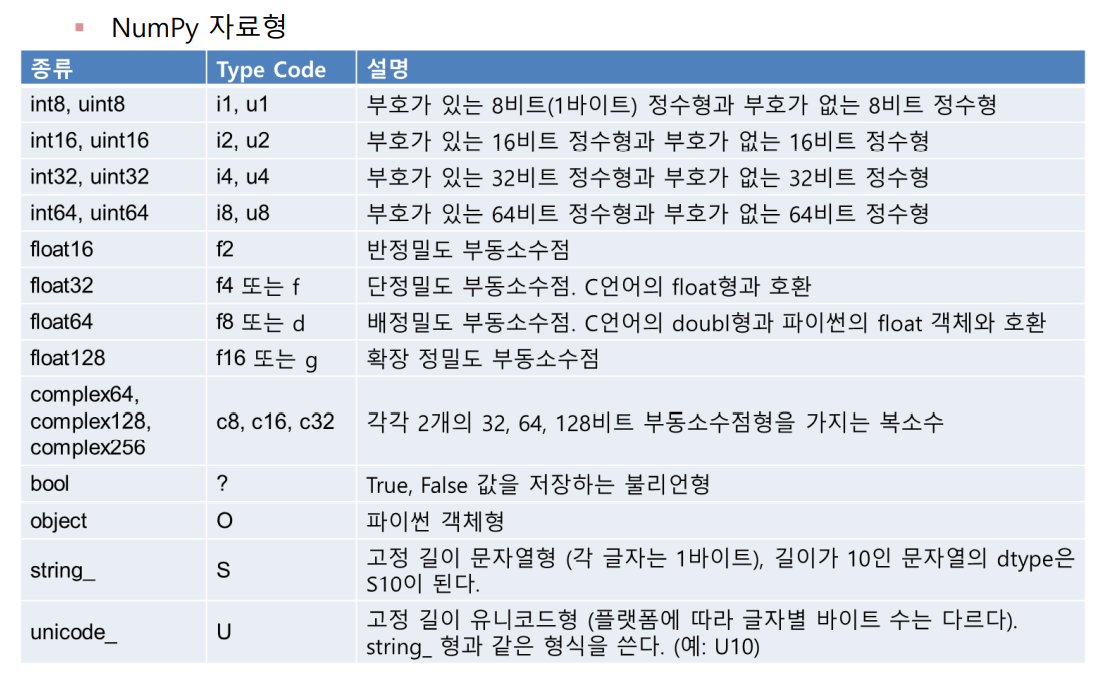 NumPy 자료형
종류 Type Code 설명
int8, uint8 i1, u1 부호가 있는 8비트(1바이트) 정수형과 부호가 없는 8비트 정수형
int16, uint16 i2, u2 부호가 있는 16비트 정수형과 부호가 없는 16비트 정수형
int32, uint32 i4, u4 부호가 있는 32비트 정수형과 부호가 없는 32비트 정수형
int64, uint64 i8, u8 부호가 있는 64비트 정수형과 부호가 없는 64비트 정수형
float16 f2 반정밀도 부동소수점
float32 f4 또는 f 단정밀도 부동소수점. C언어의 float형과 호환
float64 f8 또는 d 배정밀도 부동소수점. C언어의 doubl형과 파이썬의 float 객체와 호환
float128 f16 또는 g 확장 정밀도 부동소수점
complex64,
complex128,
complex256
c8, c16, c32
각각 2개의 32, 64, 128비트 부동소수점형을 가지는 복소수
bool ? True, False 값을 저장하는 불리언형
object O 파이썬 객체형
string_ S
고정 길이 문자열형 (각 글자는 1바이트), 길이가 10인 문자열의 dtype은
S10이 된다.
unicode_ U
고정 길이 유니코드형 (플랫폼에 따라 글자별 바이트 수는 다르다).
string_ 형과 같은 형식을 쓴다. (예: U10)